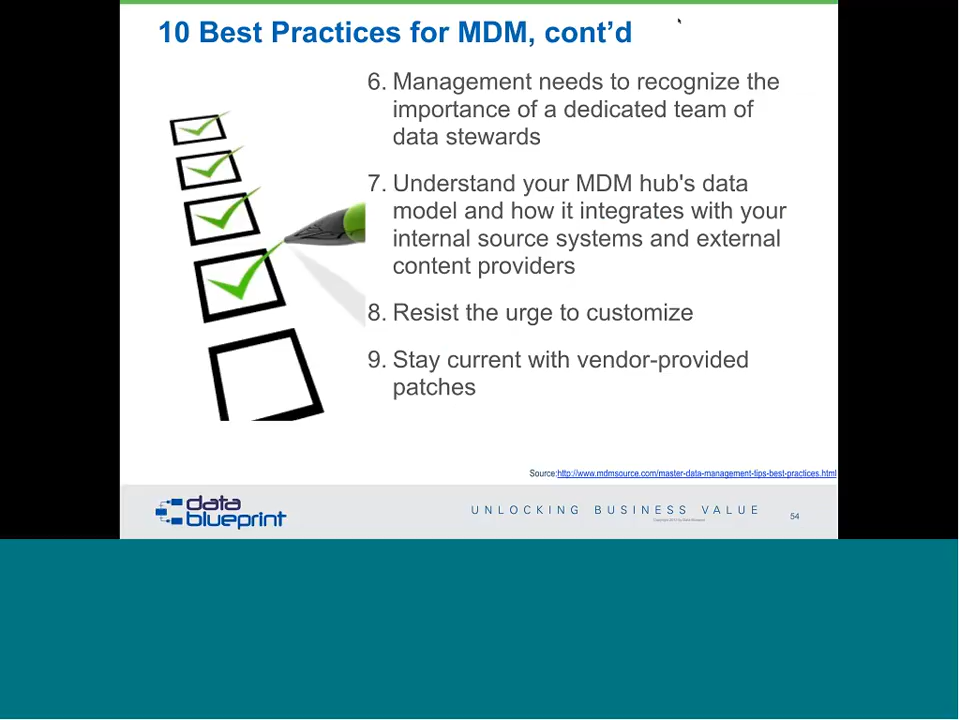 10 Best Practices for MDM, cont’d
6. Management needs to recognize the
importance of a dedicated team of
data stewards
7. Understand your MDM hub's data
model and how it integrates with your
internal source systems and external
content providers
8. Resist the urge to customize
9. Stay current with vendor-provided
patches
Source:http://www.mdmsource.com/master-data-management-tips-best-practices.html
data
blueprint
UNLOCKING BUSINESS VALUE
54